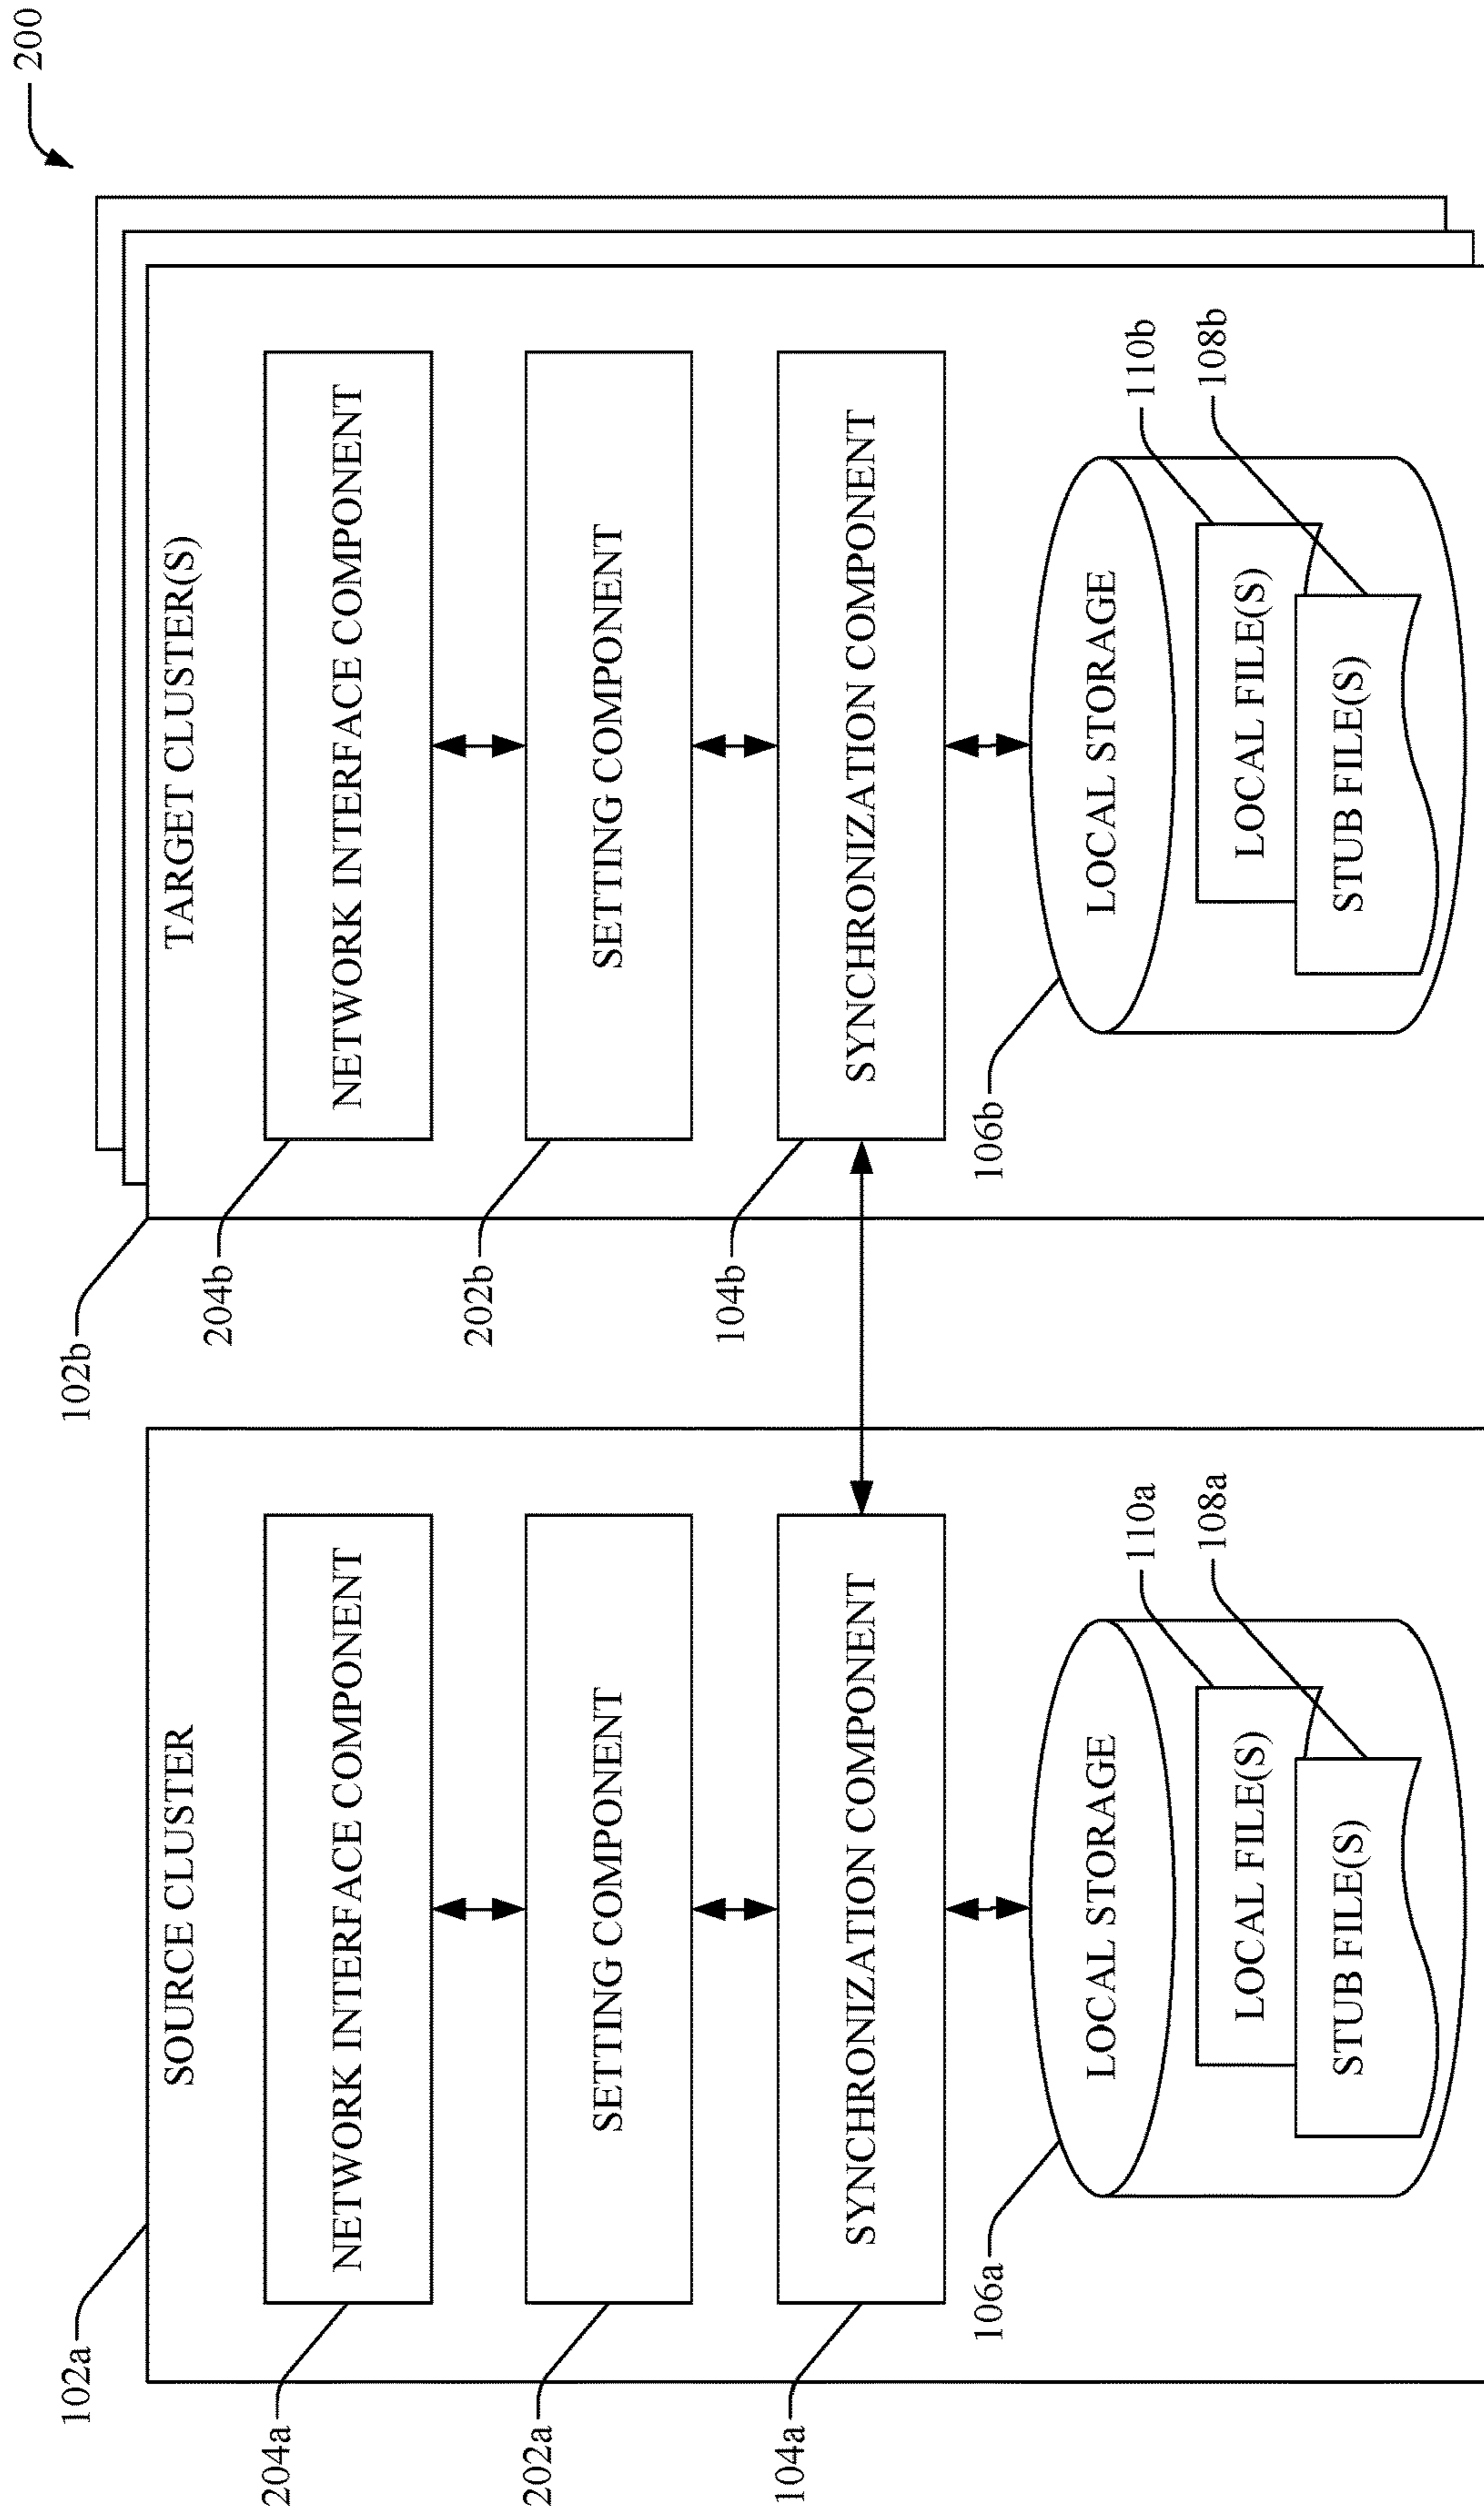 200
102a
SOURCE CLUSTER
204a
NETWORK INTERFACE COMPONENT
202a
SETTING COMPONENT
104a
SYNCHRONIZATION COMPONENT
106a
LOCAL STORAGE
110a
LOCAL FILE(S)
108a
STUB FILE(S)
102b
TARGET CLUSTER(S)
204b
NETWORK INTERFACE COMPONENT
202b
SETTING COMPONENT
104b
SYNCHRONIZATION COMPONENT
106b
LOCAL STORAGE
110b
LOCAL FILE(S)
108b
STUB FILE(S)